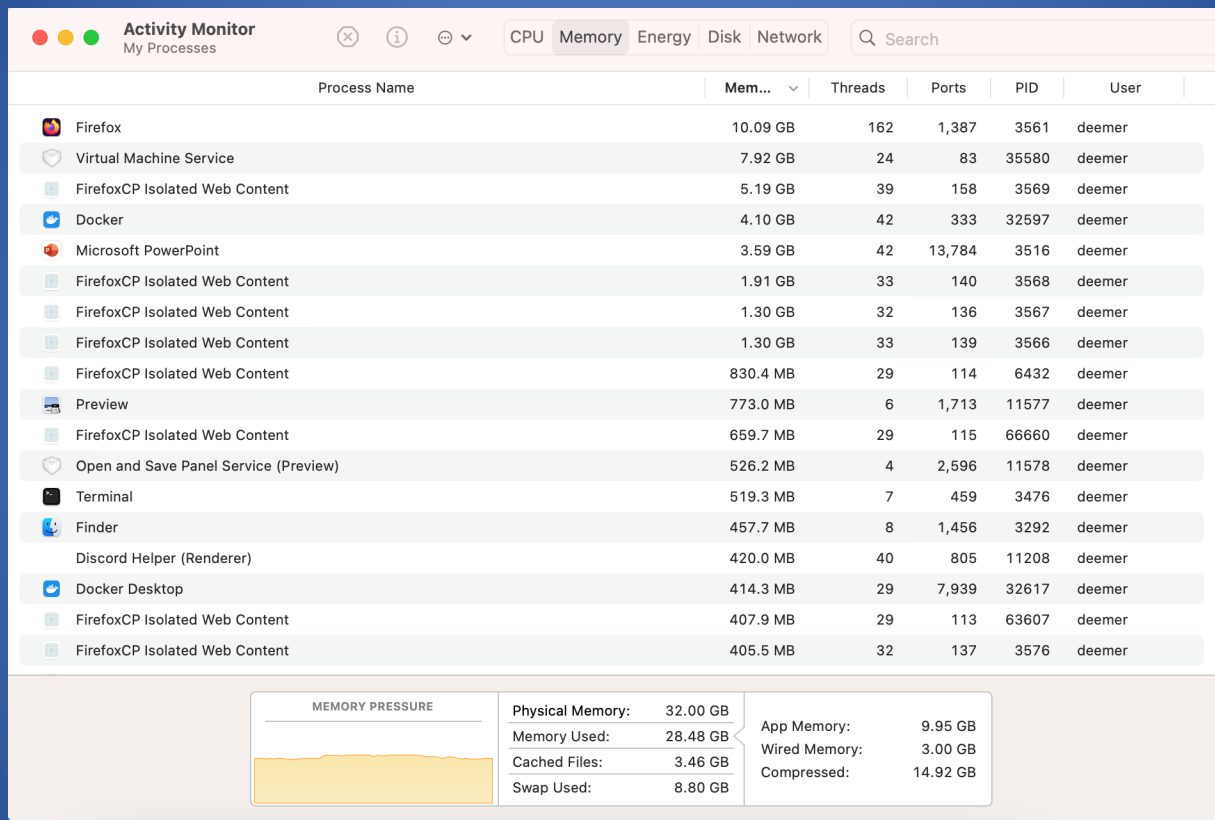 Activity Monitor
My Processes
CPU Memory Energy Disk Network
Search
Process Name Mem... Threads Ports PID User
Firefox 10.09 GB 162 1,387 3561 deemer
Virtual Machine Service 7.92 GB 24 83 35580 deemer
FirefoxCP Isolated Web Content 5.19 GB 39 158 3569 deemer
Docker 4.10 GB 42 333 32597 deemer
Microsoft PowerPoint 3.59 GB 42 13,784 3516 deemer
FirefoxCP Isolated Web Content 1.91 GB 33 140 3568 deemer
FirefoxCP Isolated Web Content 1.30 GB 32 136 3567 deemer
FirefoxCP Isolated Web Content 1.30 GB 33 139 3566 deemer
FirefoxCP Isolated Web Content 830.4 MB 29 114 6432 deemer
Preview 773.0 MB 6 1,713 11577 deemer
FirefoxCP Isolated Web Content 659.7 MB 29 115 66660 deemer
Open and Save Panel Service (Preview) 526.2 MB 4 2,596 11578 deemer
Terminal 519.3 MB 7 459 3476 deemer
Finder 457.7 MB 8 1,456 3292 deemer
Discord Helper (Renderer) 420.0 MB 40 805 11208 deemer
Docker Desktop 414.3 MB 29 7,939 32617 deemer
FirefoxCP Isolated Web Content 407.9 MB 29 113 63607 deemer
FirefoxCP Isolated Web Content 405.5 MB 32 137 3576 deemer
MEMORY PRESSURE
Physical Memory: 32.00 GB
Memory Used: 28.48 GB
Cached Files: 3.46 GB
Swap Used: 8.80 GB
App Memory: 9.95 GB
Wired Memory: 3.00 GB
Compressed: 14.92 GB